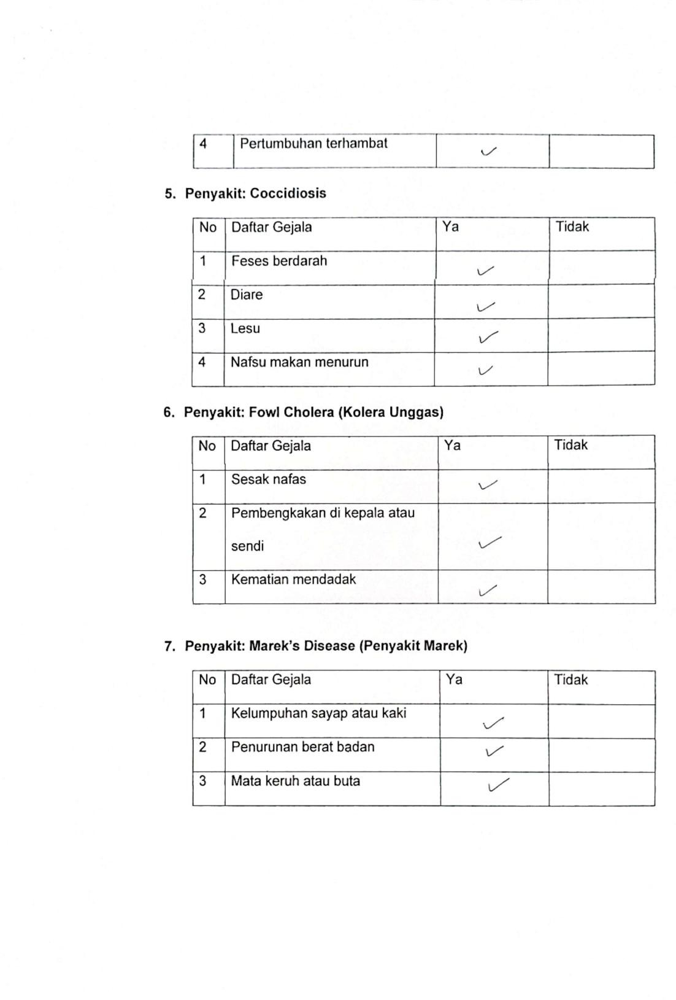 4 Pertumbuhan terhambat ✓
5. Penyakit: Coccidiosis
No Daftar Gejala Ya Tidak
1 Feses berdarah ✓
2 Diare ✓
3 Lesu ✓
4 Nafsu makan menurun ✓
6. Penyakit: Fowl Cholera (Kolera Unggas)
No Daftar Gejala Ya Tidak
1 Sesak nafas ✓
2 Pembengkakan di kepala atau
sendi ✓
3 Kematian mendadak ✓
7. Penyakit: Marek’s Disease (Penyakit Marek)
No Daftar Gejala Ya Tidak
1 Kelumpuhan sayap atau kaki ✓
2 Penurunan berat badan ✓
3 Mata keruh atau buta ✓